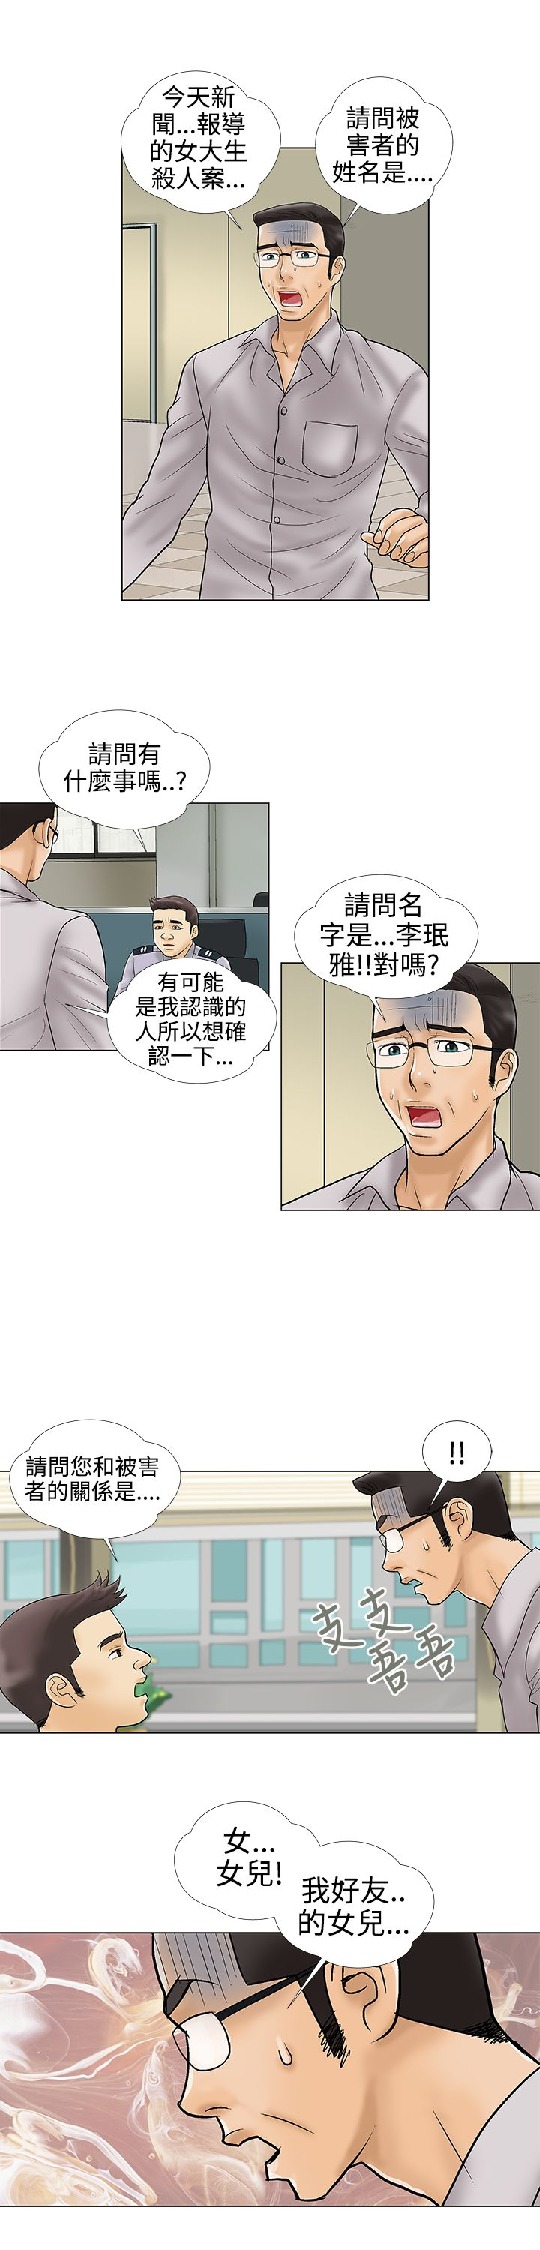 今天新
聞...報導
的女大生
殺人案...
請問被
害者的
姓名是....
請問有
什麼事嗎..?
有可能
是我認識的
人所以想確
認一下...
請問名
字是...李珉
雅!!對嗎?
請問您和被害
者的關係是....
!!
支支
吾吾
女...
女兒!
我好友..
的女兒...